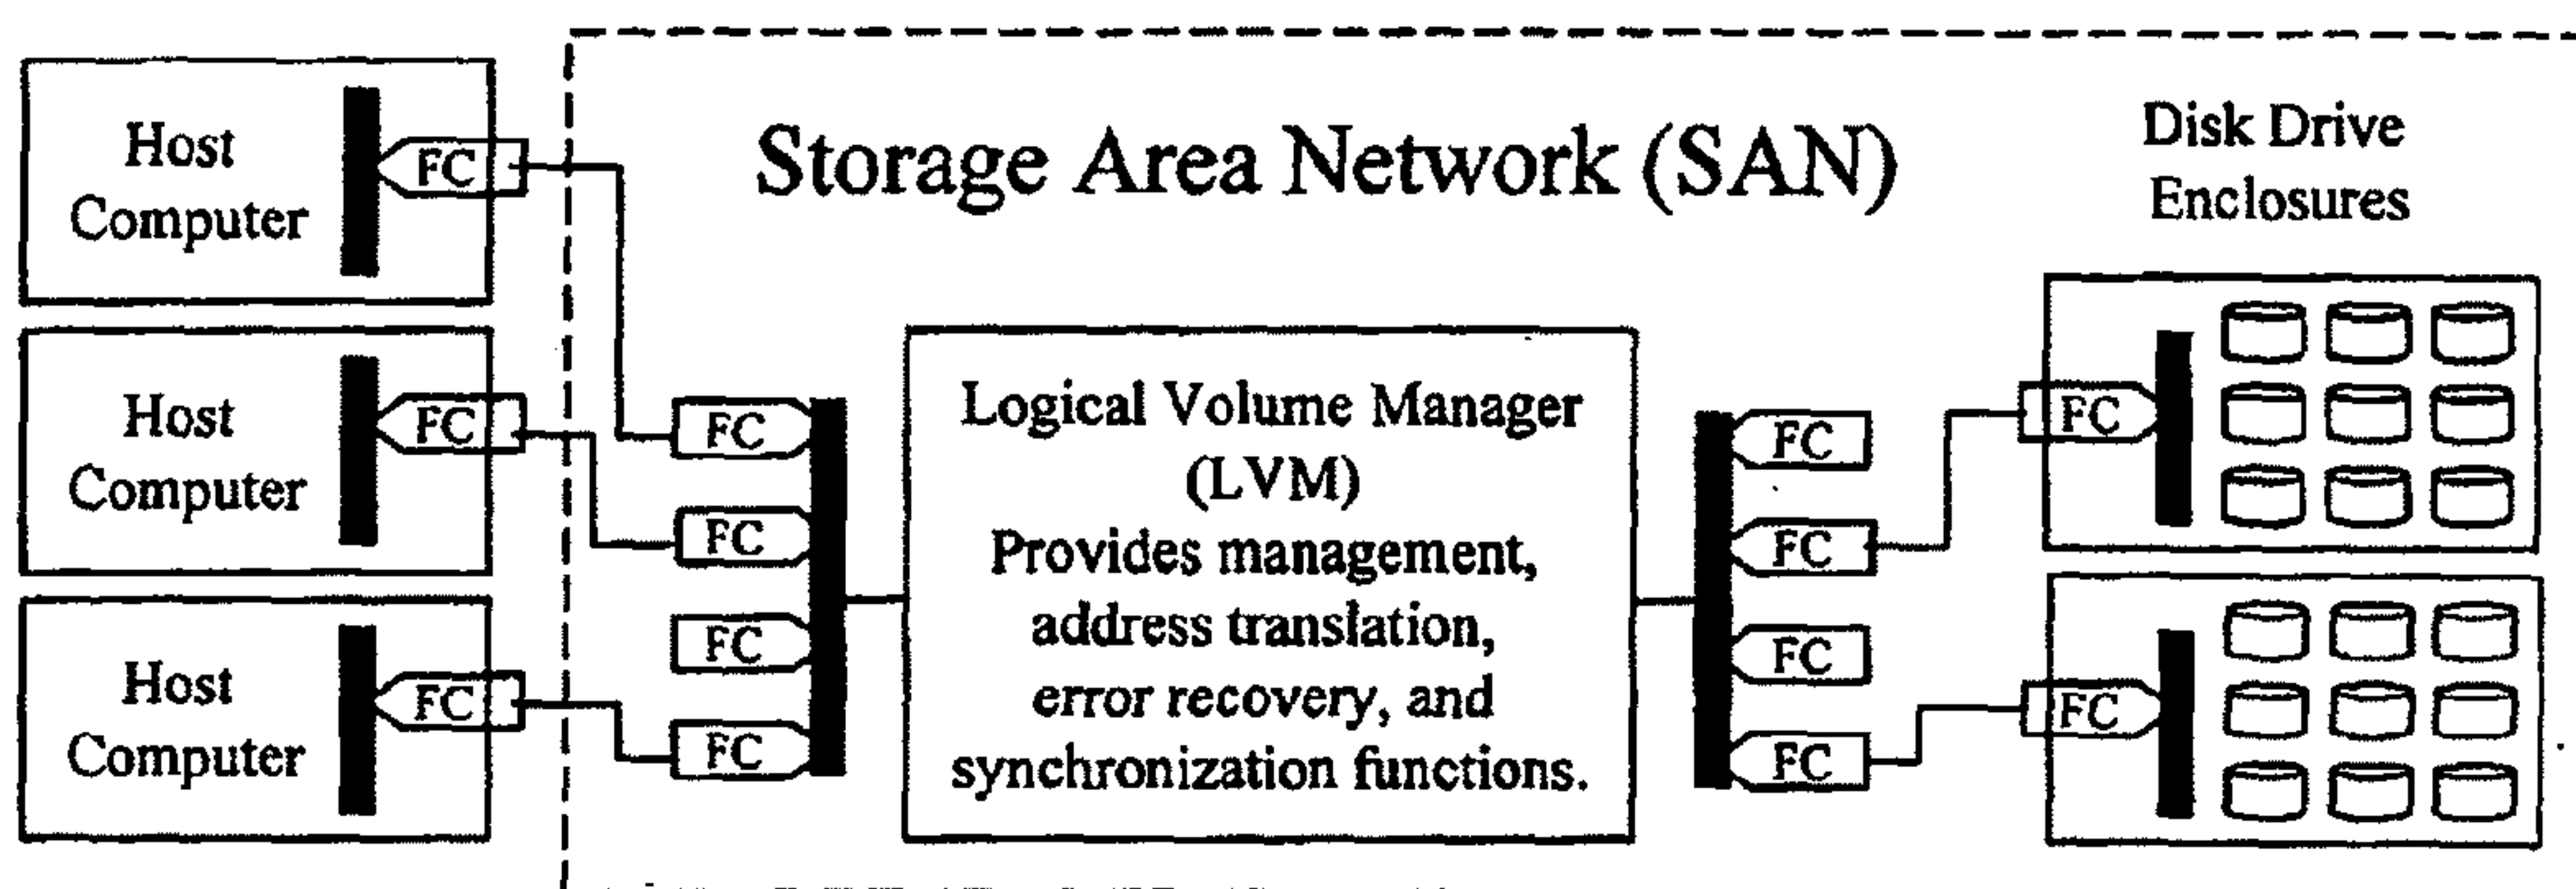 Host
Computer
FC
Host
Computer
FC
Host
Computer
FC
Storage Area Network (SAN)
FC
FC
FC
FC
Logical Volume Manager
(LVM)
Provides management,
address translation,
error recovery, and
synchronization functions.
FC
FC
FC
FC
Disk Drive
Enclosures
FC
FC